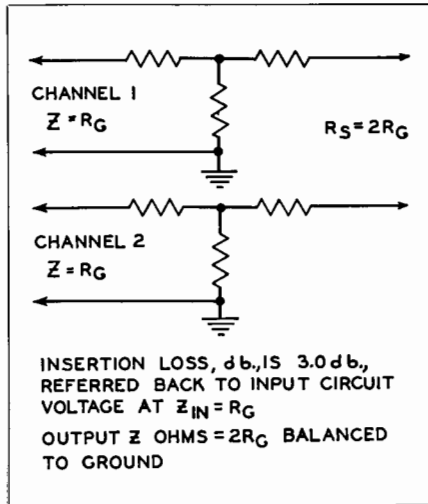 CHANNEL 1
Z = RG
RS = 2RG
CHANNEL 2
Z = RG
INSERTION LOSS, db., IS 3.0 db.,
REFERRED BACK TO INPUT CIRCUIT
VOLTAGE AT ZIN = RG
OUTPUT Z OHMS = 2RG BALANCED
TO GROUND